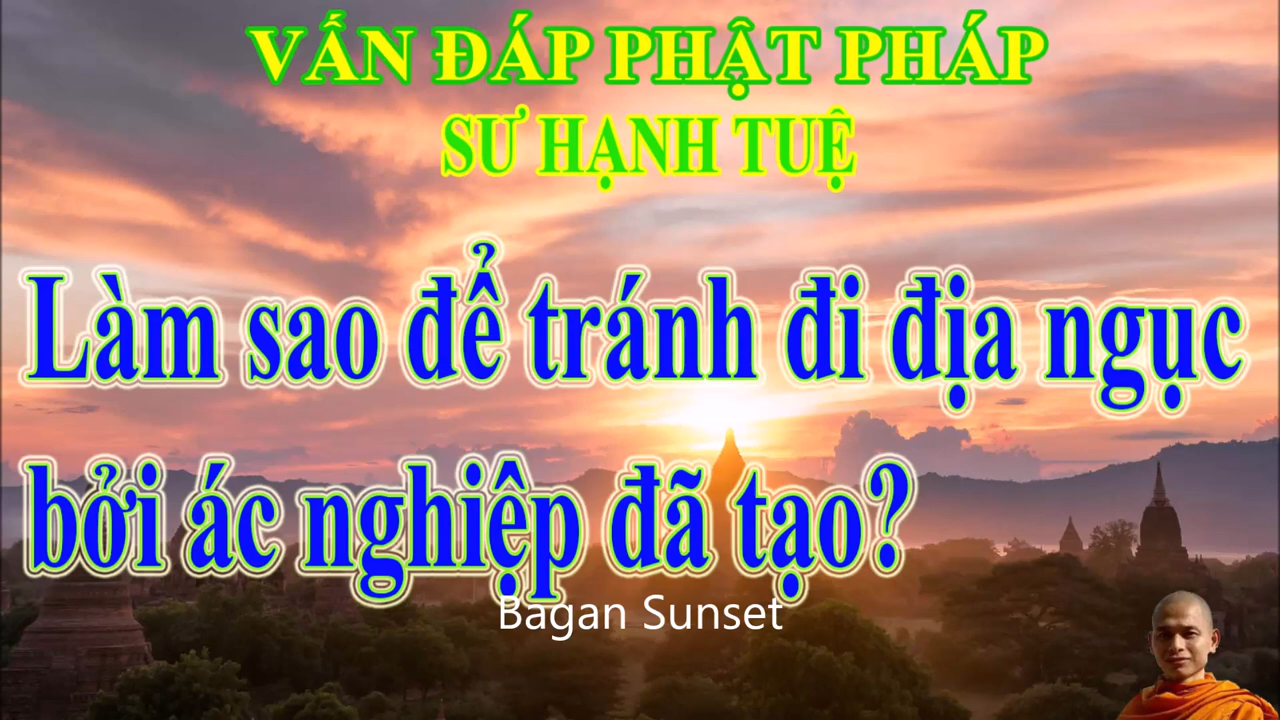 VẤN ĐÁP PHẬT PHÁP
SƯ HẠNH TUỆ
Làm sao để tránh đi địa ngục
bởi ác nghiệp đã tạo?
Bagan Sunset